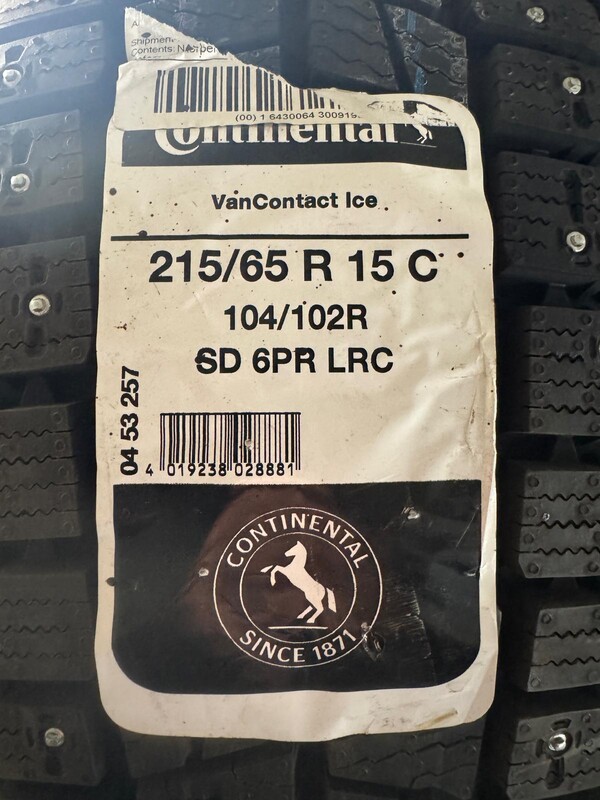 (00) 1 6430064 300919
Continental
VanContact Ice
215/65 R 15 C
104/102R
SD 6PR LRC
04 53 257
4 019238 028881
CONTINENTAL
SINCE 1871